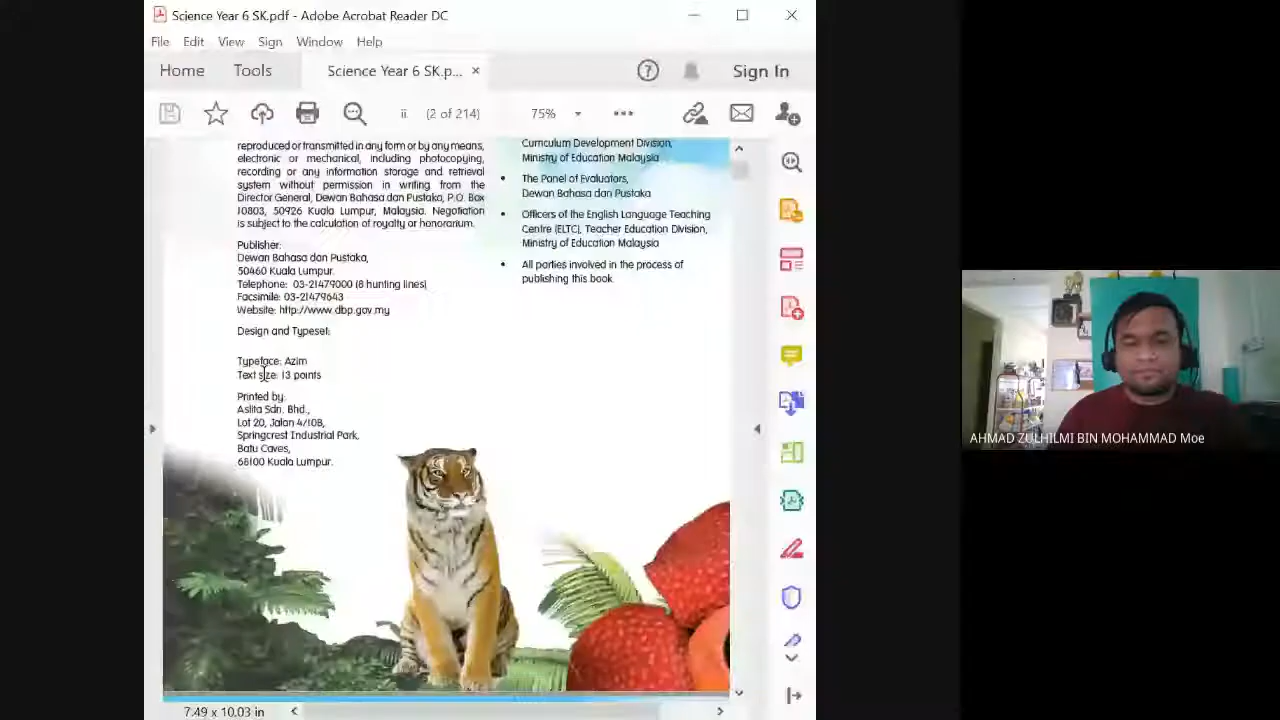 Science Year 6 SK.pdf - Adobe Acrobat Reader DC
File Edit View Sign Window Help
Home Tools Science Year 6 SK.p... × Sign In
ii (2 of 214) 75%
reproduced or transmitted in any form or by any means,
electronic or mechanical, including photocopying,
recording or any information storage and retrieval
system without permission in writing from the
Director General, Dewan Bahasa dan Pustaka, P.O. Box
10803, 50926 Kuala Lumpur, Malaysia. Negotiation
is subject to the calculation of royalty or honorarium.
Publisher:
Dewan Bahasa dan Pustaka,
50460 Kuala Lumpur.
Telephone: 03-21479000 (8 hunting lines)
Facsimile: 03-21479643
Website: http://www.dbp.gov.my
Design and Typeset:
Typeface: Azim
Text size: 13 points
Printed by:
Aslita Sdn. Bhd.,
Lot 20, Jalan 4/10B,
Springcrest Industrial Park,
Batu Caves,
68100 Kuala Lumpur.
Curriculum Development Division,
Ministry of Education Malaysia
• The Panel of Evaluators,
Dewan Bahasa dan Pustaka
• Officers of the English Language Teaching
Centre (ELTC), Teacher Education Division,
Ministry of Education Malaysia
• All parties involved in the process of
publishing this book.
7.49 x 10.03 in
AHMAD ZULHILMI BIN MOHAMMAD Moe